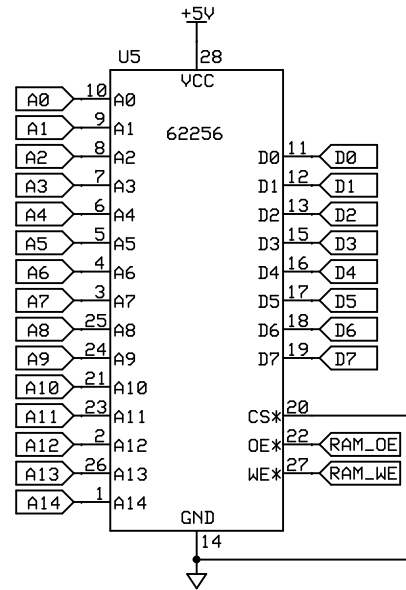 +5V
U5 28
VCC
A0 10 A0
A1 9 A1
62256
A2 8 A2 D0 11 D0
A3 7 A3 D1 12 D1
A4 6 A4 D2 13 D2
A5 5 A5 D3 15 D3
A6 4 A6 D4 16 D4
A7 3 A7 D5 17 D5
A8 25 A8 D6 18 D6
A9 24 A9 D7 19 D7
A10 21 A10
A11 23 A11 CS* 20
A12 2 A12 OE* 22 RAM_OE
A13 26 A13 WE* 27 RAM_WE
A14 1 A14
GND
14